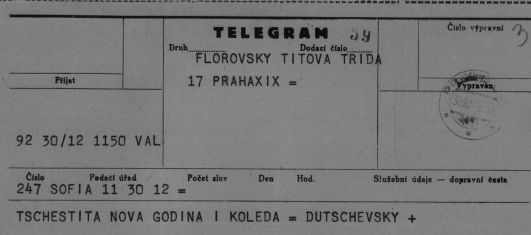 TELEGRAM
Číslo výpravní
Druh Dodací číslo
FLOROVSKY TITOVA TRIDA
Přijat
17 PRAHAXIX =
Vypraven
92 30/12 1150 VAL
Číslo Podací úřad Počet slov Den Hod. Služební údaje — dopravní cesta
247 SOFIA 11 30 12 =
TSCHESTITA NOVA GODINA I KOLEDA = DUTSCHEVSKY +